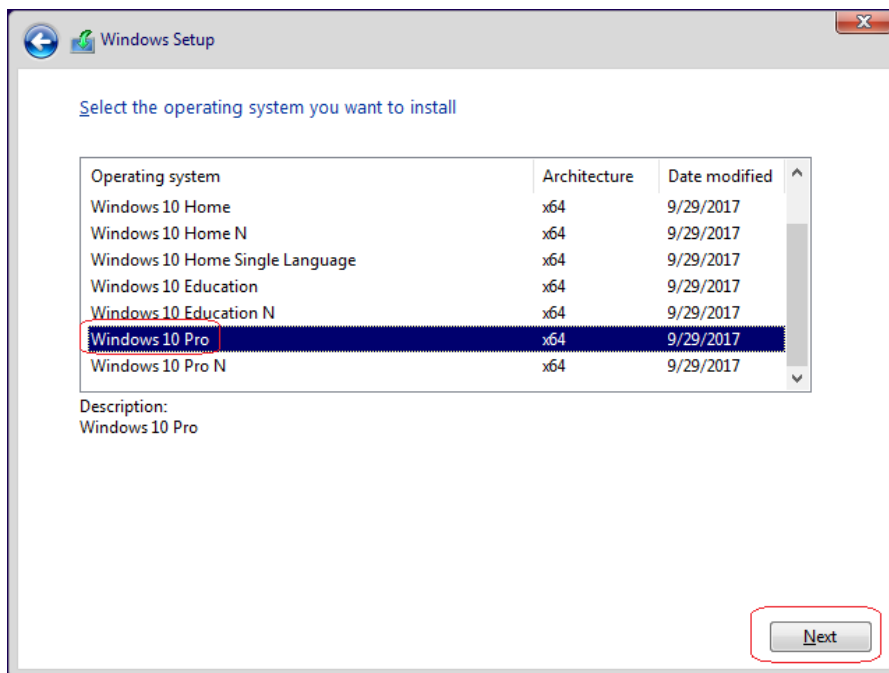 Windows Setup
Select the operating system you want to install
Operating system Architecture Date modified
Windows 10 Home x64 9/29/2017
Windows 10 Home N x64 9/29/2017
Windows 10 Home Single Language x64 9/29/2017
Windows 10 Education x64 9/29/2017
Windows 10 Education N x64 9/29/2017
Windows 10 Pro x64 9/29/2017
Windows 10 Pro N x64 9/29/2017
Description:
Windows 10 Pro
Next